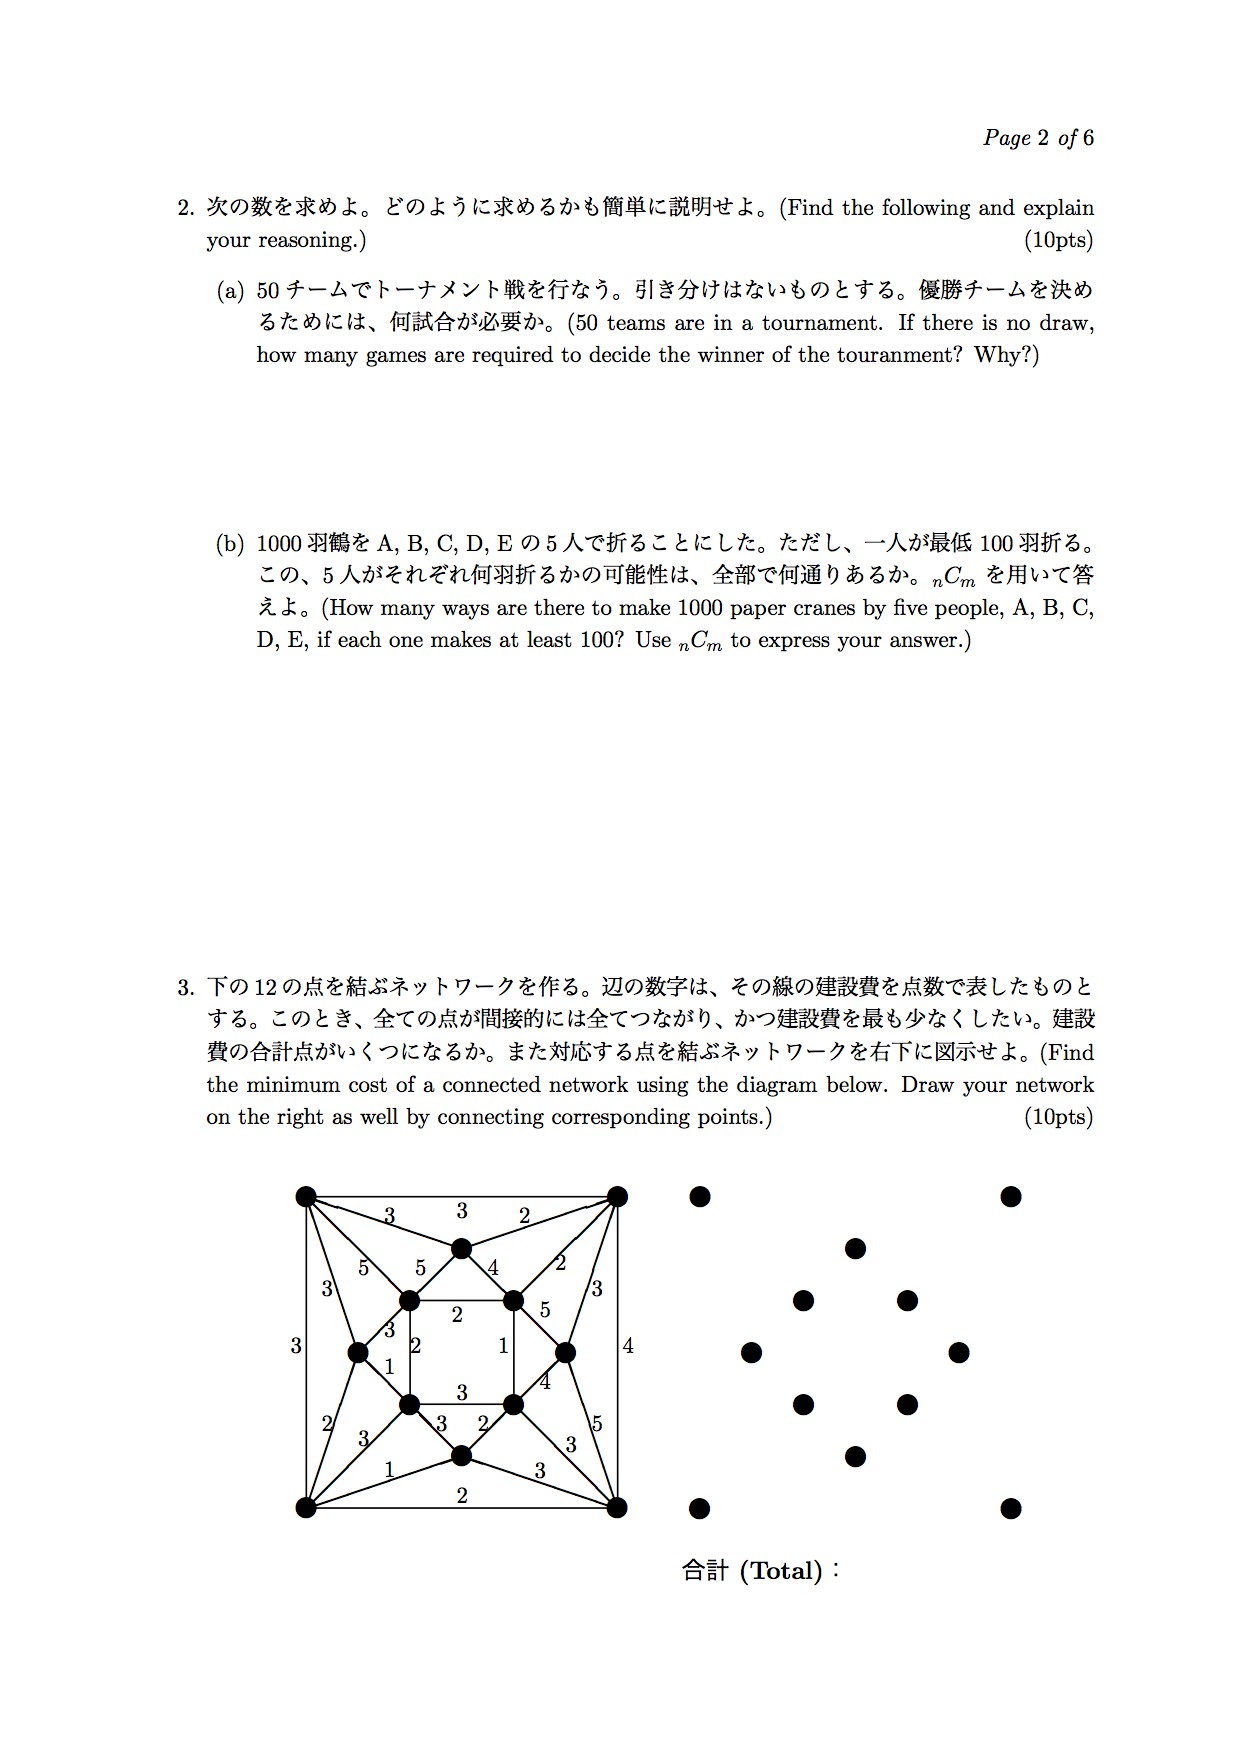 Page 2 of 6
2. 次の数を求めよ。どのように求めるかも簡単に説明せよ。(Find the following and explain
your reasoning.) (10pts)
(a) 50 チームでトーナメント戦を行なう。引き分けはないものとする。優勝チームを決め
るためには、何試合が必要か。(50 teams are in a tournament. If there is no draw,
how many games are required to decide the winner of the touranment? Why?)
(b) 1000 羽鶴を A, B, C, D, E の 5 人で折ることにした。ただし、一人が最低 100 羽折る。
この、5 人がそれぞれ何羽折るかの可能性は、全部で何通りあるか。nCm を用いて答
えよ。(How many ways are there to make 1000 paper cranes by five people, A, B, C,
D, E, if each one makes at least 100? Use nCm to express your answer.)
3. 下の 12 の点を結ぶネットワークを作る。辺の数字は、その線の建設費を点数で表したものと
する。このとき、全ての点が間接的には全てつながり、かつ建設費を最も少なくしたい。建設
費の合計点がいくつになるか。また対応する点を結ぶネットワークを右下に図示せよ。(Find
the minimum cost of a connected network using the diagram below. Draw your network
on the right as well by connecting corresponding points.) (10pts)
3 3 2
5 5 4 2
3 3
2 5
3
3 2 1 4
1
4
3
2 3 2 5
3 3
1 3
2
合計 (Total) :